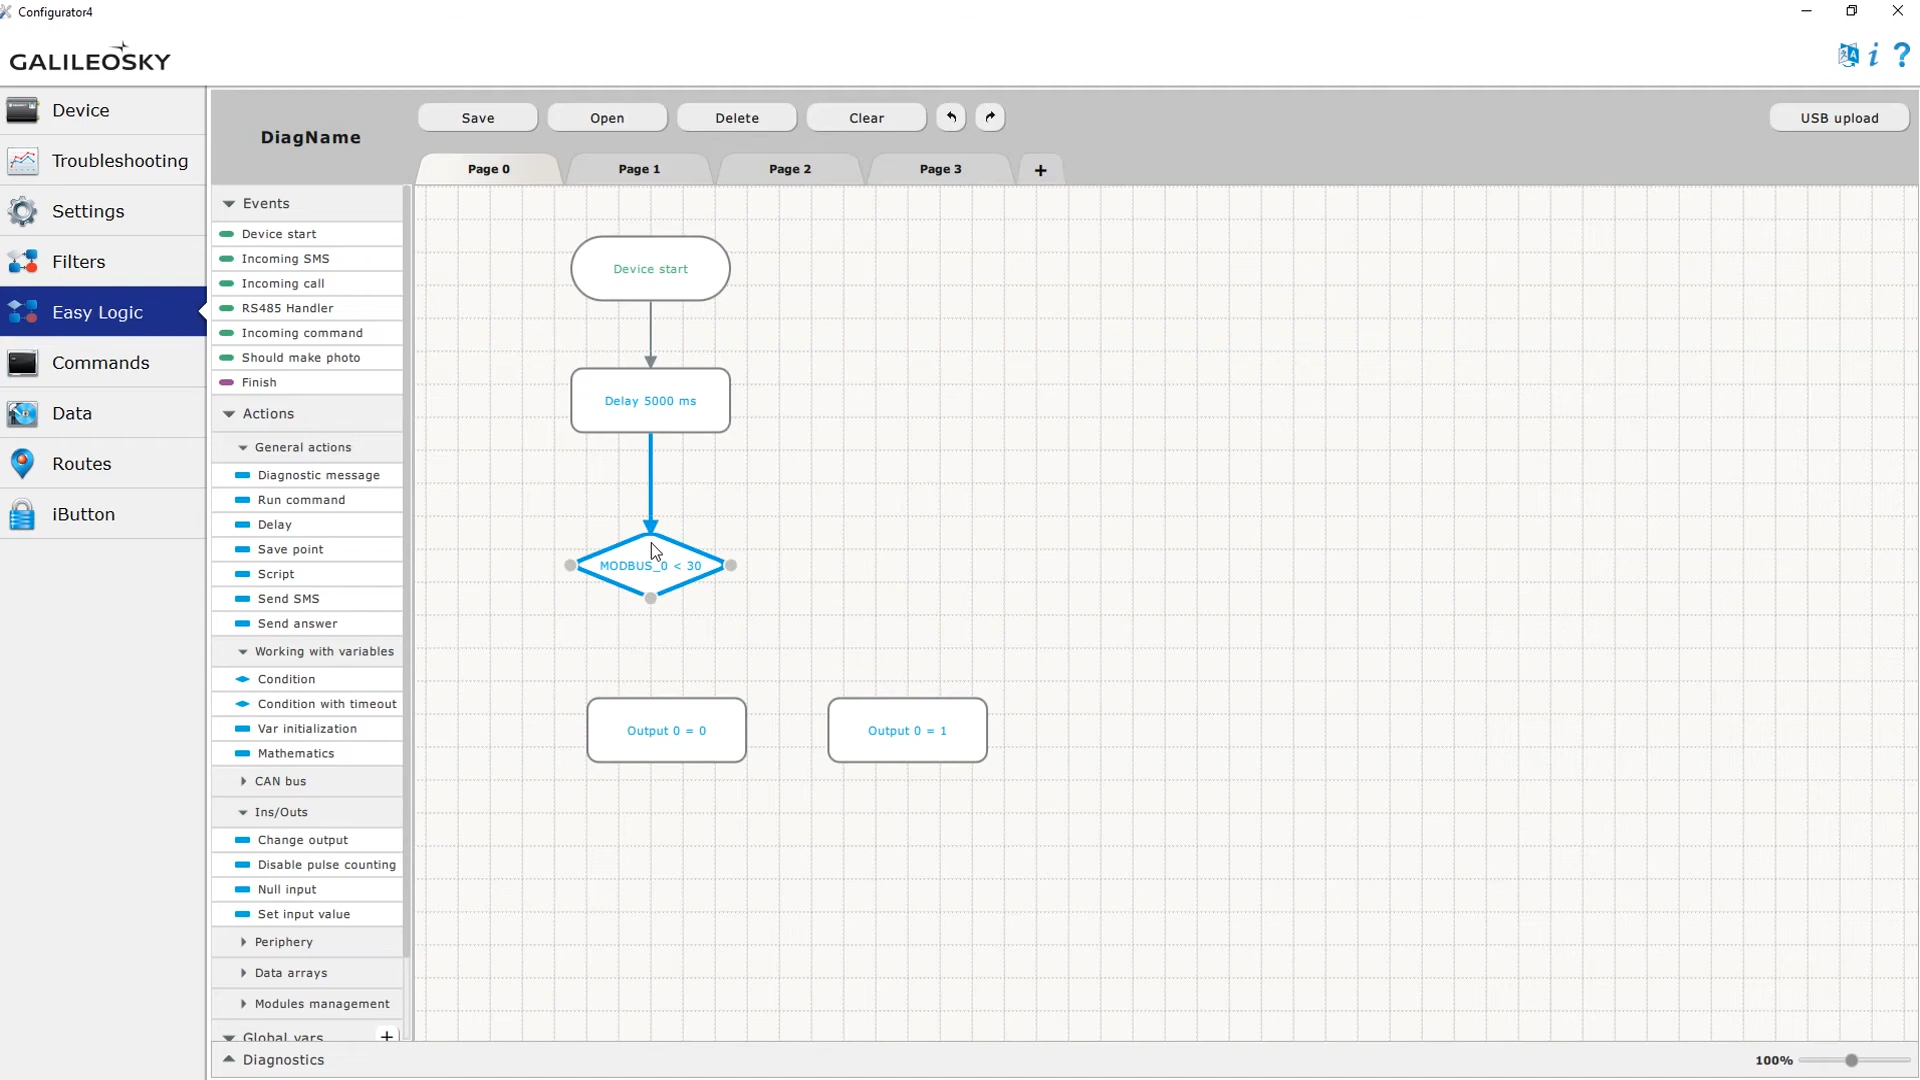 Configurator4
GALILEOSKY
i ?
Device
Troubleshooting
Settings
Filters
Easy Logic
Commands
Data
Routes
iButton
DiagName
Save
Open
Delete
Clear
USB upload
Page 0
Page 1
Page 2
Page 3
+
Events
Device start
Incoming SMS
Incoming call
RS485 Handler
Incoming command
Should make photo
Finish
Actions
General actions
Diagnostic message
Run command
Delay
Save point
Script
Send SMS
Send answer
Working with variables
Condition
Condition with timeout
Var initialization
Mathematics
CAN bus
Ins/Outs
Change output
Disable pulse counting
Null input
Set input value
Periphery
Data arrays
Modules management
Global vars +
Diagnostics
Device start
Delay 5000 ms
MODBUS_0 < 30
Output 0 = 0
Output 0 = 1
100%